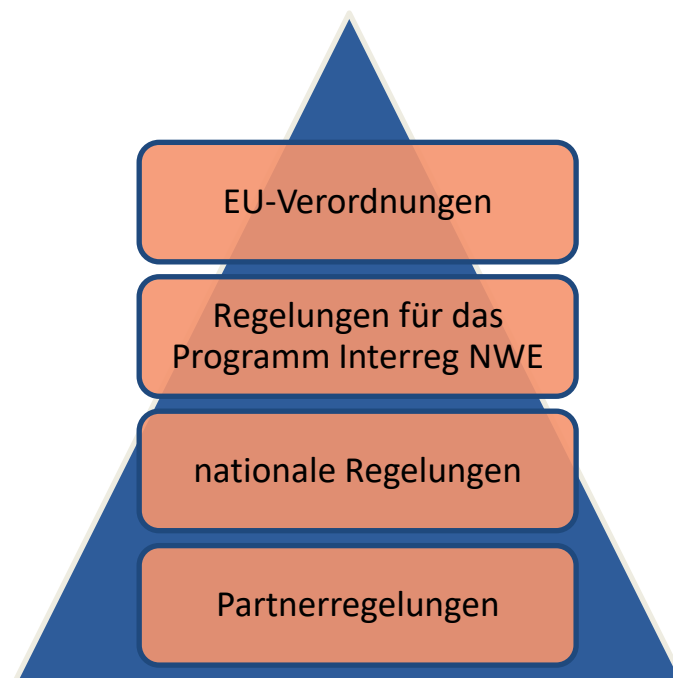 EU-Verordnungen
Regelungen für das
Programm Interreg NWE
nationale Regelungen
Partnerregelungen